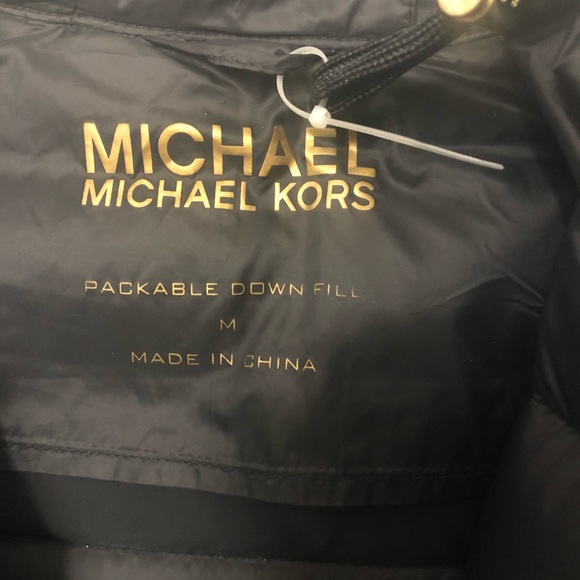 MICHAEL
MICHAEL KORS
PACKABLE DOWN FILL
M
MADE IN CHINA